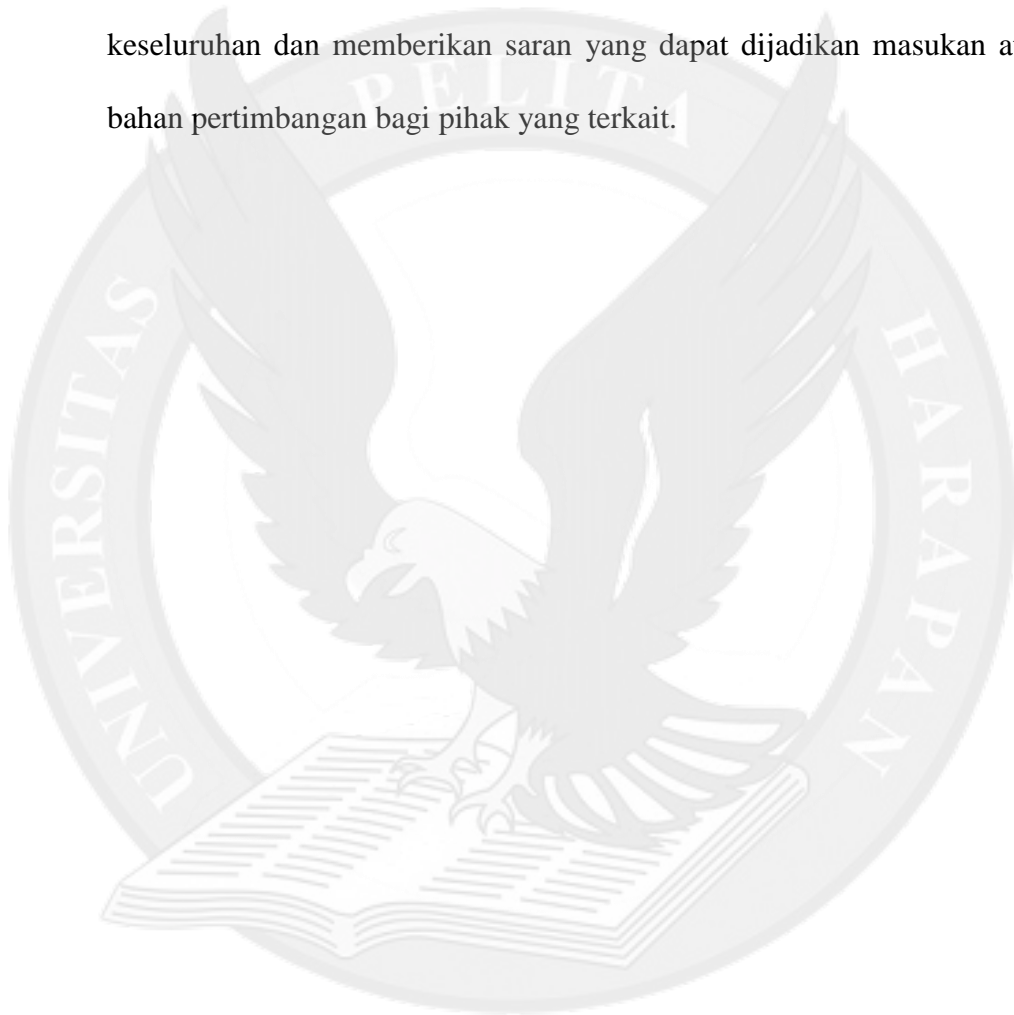 keseluruhan dan memberikan saran yang dapat dijadikan masukan
bahan pertimbangan bagi pihak yang terkait.
UNIVERSITAS PELITA HARAPAN